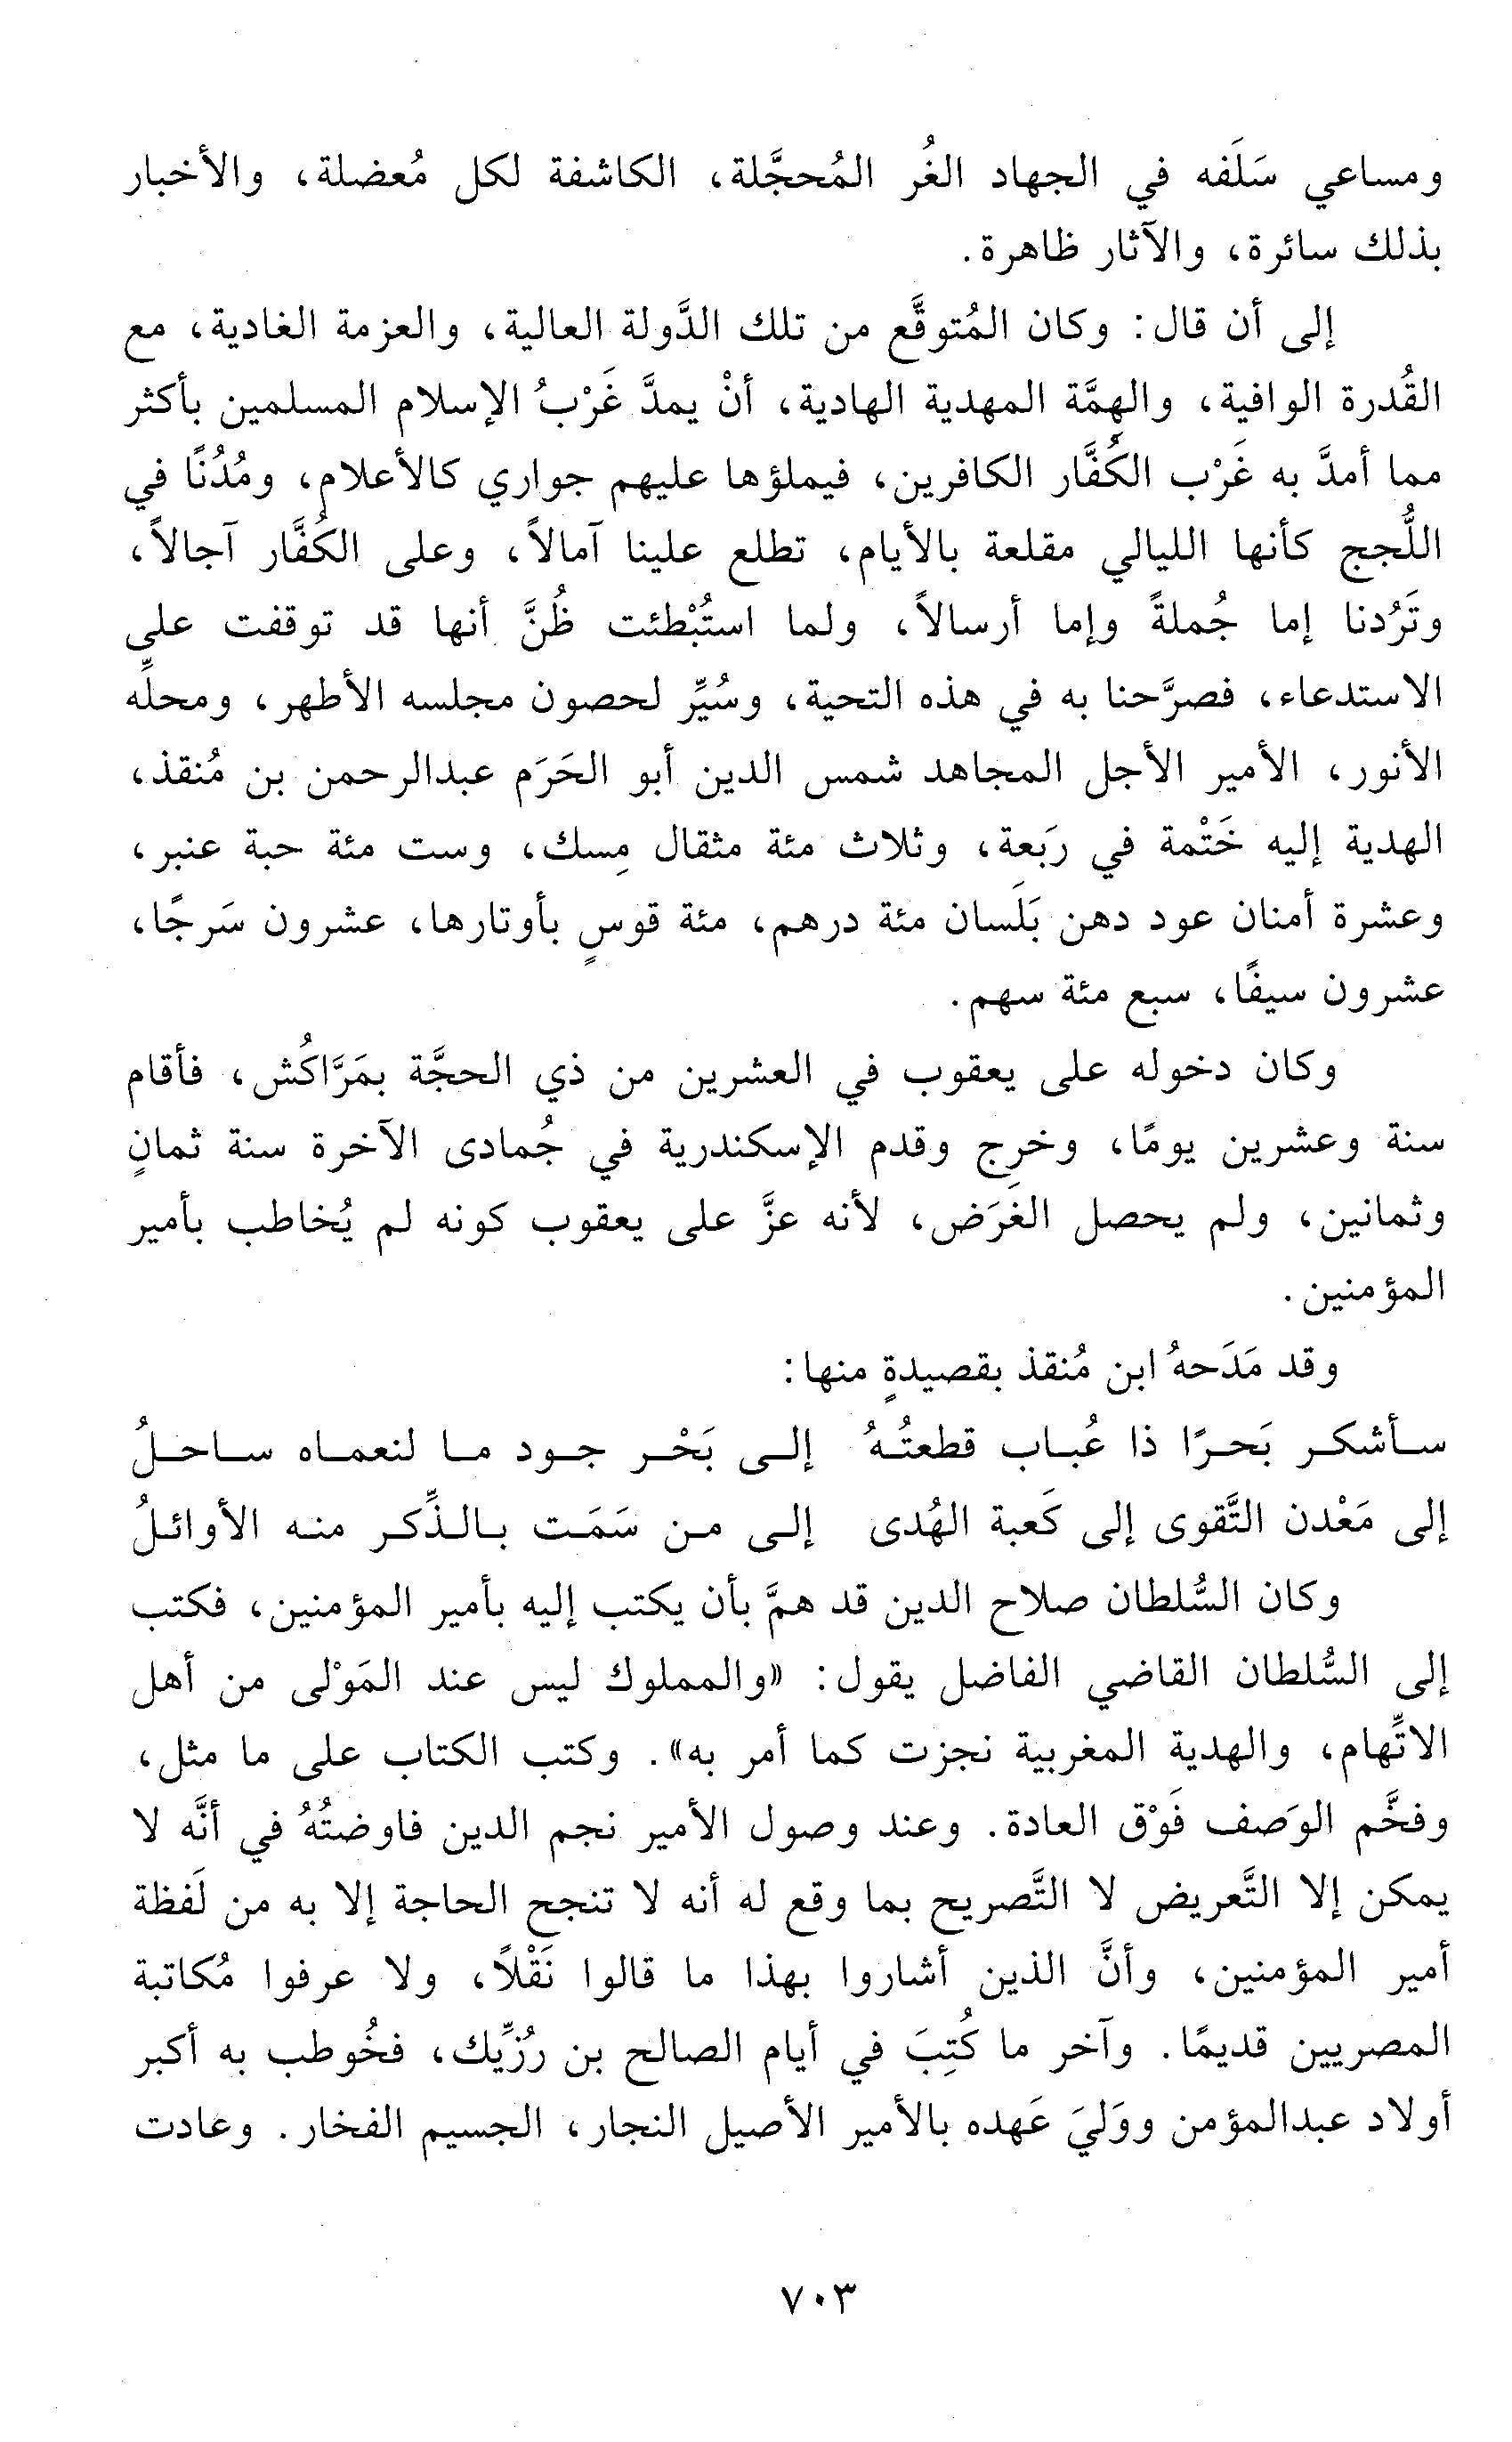 ومساعي سَلَفه في الجهاد الغُر المُحجَّلة، الكاشفة لكل مُعضلة، والأخبار
بذلك سائرة، والآثار ظاهرة.
إلى أن قال: وكان المُتوقَّع من تلك الدَّولة العالية، والعزمة الغادية، مع
القُدرة الوافية، والهِمَّة المهدية الهادية، أنْ يمدَّ غَرْبُ الإسلام المسلمين بأكثر
مما أمدَّ به غَرْب الكُفَّار الكافرين، فيملؤها عليهم جواري كالأعلام، ومُدُنًا في
اللُّجج كأنها الليالي مقلعة بالأيام، تطلع علينا آمالاً، وعلى الكُفَّار آجالاً،
وتَرُدنا إما جُملةً وإما أرسالاً، ولما استُبْطئت ظُنَّ أنها قد توقفت على
الاستدعاء، فصرَّحنا به في هذه التحية، وسُيِّر لحصون مجلسه الأطهر، ومحلِّه
الأنور، الأمير الأجل المجاهد شمس الدين أبو الحَرَم عبدالرحمن بن مُنقذ،
الهدية إليه خَتْمة في رَبعة، وثلاث مئة مثقال مِسك، وست مئة حبة عنبر،
وعشرة أمنان عود دهن بَلَسان مئة درهم، مئة قوسٍ بأوتارها، عشرون سَرجًا،
عشرون سيفًا، سبع مئة سهم.
وكان دخوله على يعقوب في العشرين من ذي الحجَّة بمَرَّاكُش، فأقام
سنة وعشرين يومًا، وخرج وقدم الإسكندرية في جُمادى الآخرة سنة ثمانٍ
وثمانين، ولم يحصل الغَرَض، لأنه عزَّ على يعقوب كونه لم يُخاطب بأمير
المؤمنين.
وقد مَدَحهُ ابن مُنقذ بقصيدةٍ منها:
سأشكر بَحرًا ذا عُباب قطعتُهُ إلى بَحْر جود ما لنعماه ساحلُ
إلى مَعْدن التَّقوى إلى كَعبة الهُدى إلى من سَمَت بالذِّكر منه الأوائلُ
وكان السُّلطان صلاح الدين قد همَّ بأن يكتب إليه بأمير المؤمنين، فكتب
إلى السُّلطان القاضي الفاضل يقول: «والمملوك ليس عند المَوْلى من أهل
الاتِّهام، والهدية المغربية نجزت كما أمر به». وكتب الكتاب على ما مثل،
وفخَّم الوَصف فَوْق العادة. وعند وصول الأمير نجم الدين فاوضتُهُ في أنَّه لا
يمكن إلا التَّعريض لا التَّصريح بما وقع له أنه لا تنجح الحاجة إلا به من لَفظة
أمير المؤمنين، وأنَّ الذين أشاروا بهذا ما قالوا نَقْلاً، ولا عرفوا مُكاتبة
المصريين قديمًا. وآخر ما كُتِبَ في أيام الصالح بن رُزِّيك، فخُوطب به أكبر
أولاد عبدالمؤمن ووَليَ عَهده بالأمير الأصيل النجار، الجسيم الفخار. وعادت
٧٠٣